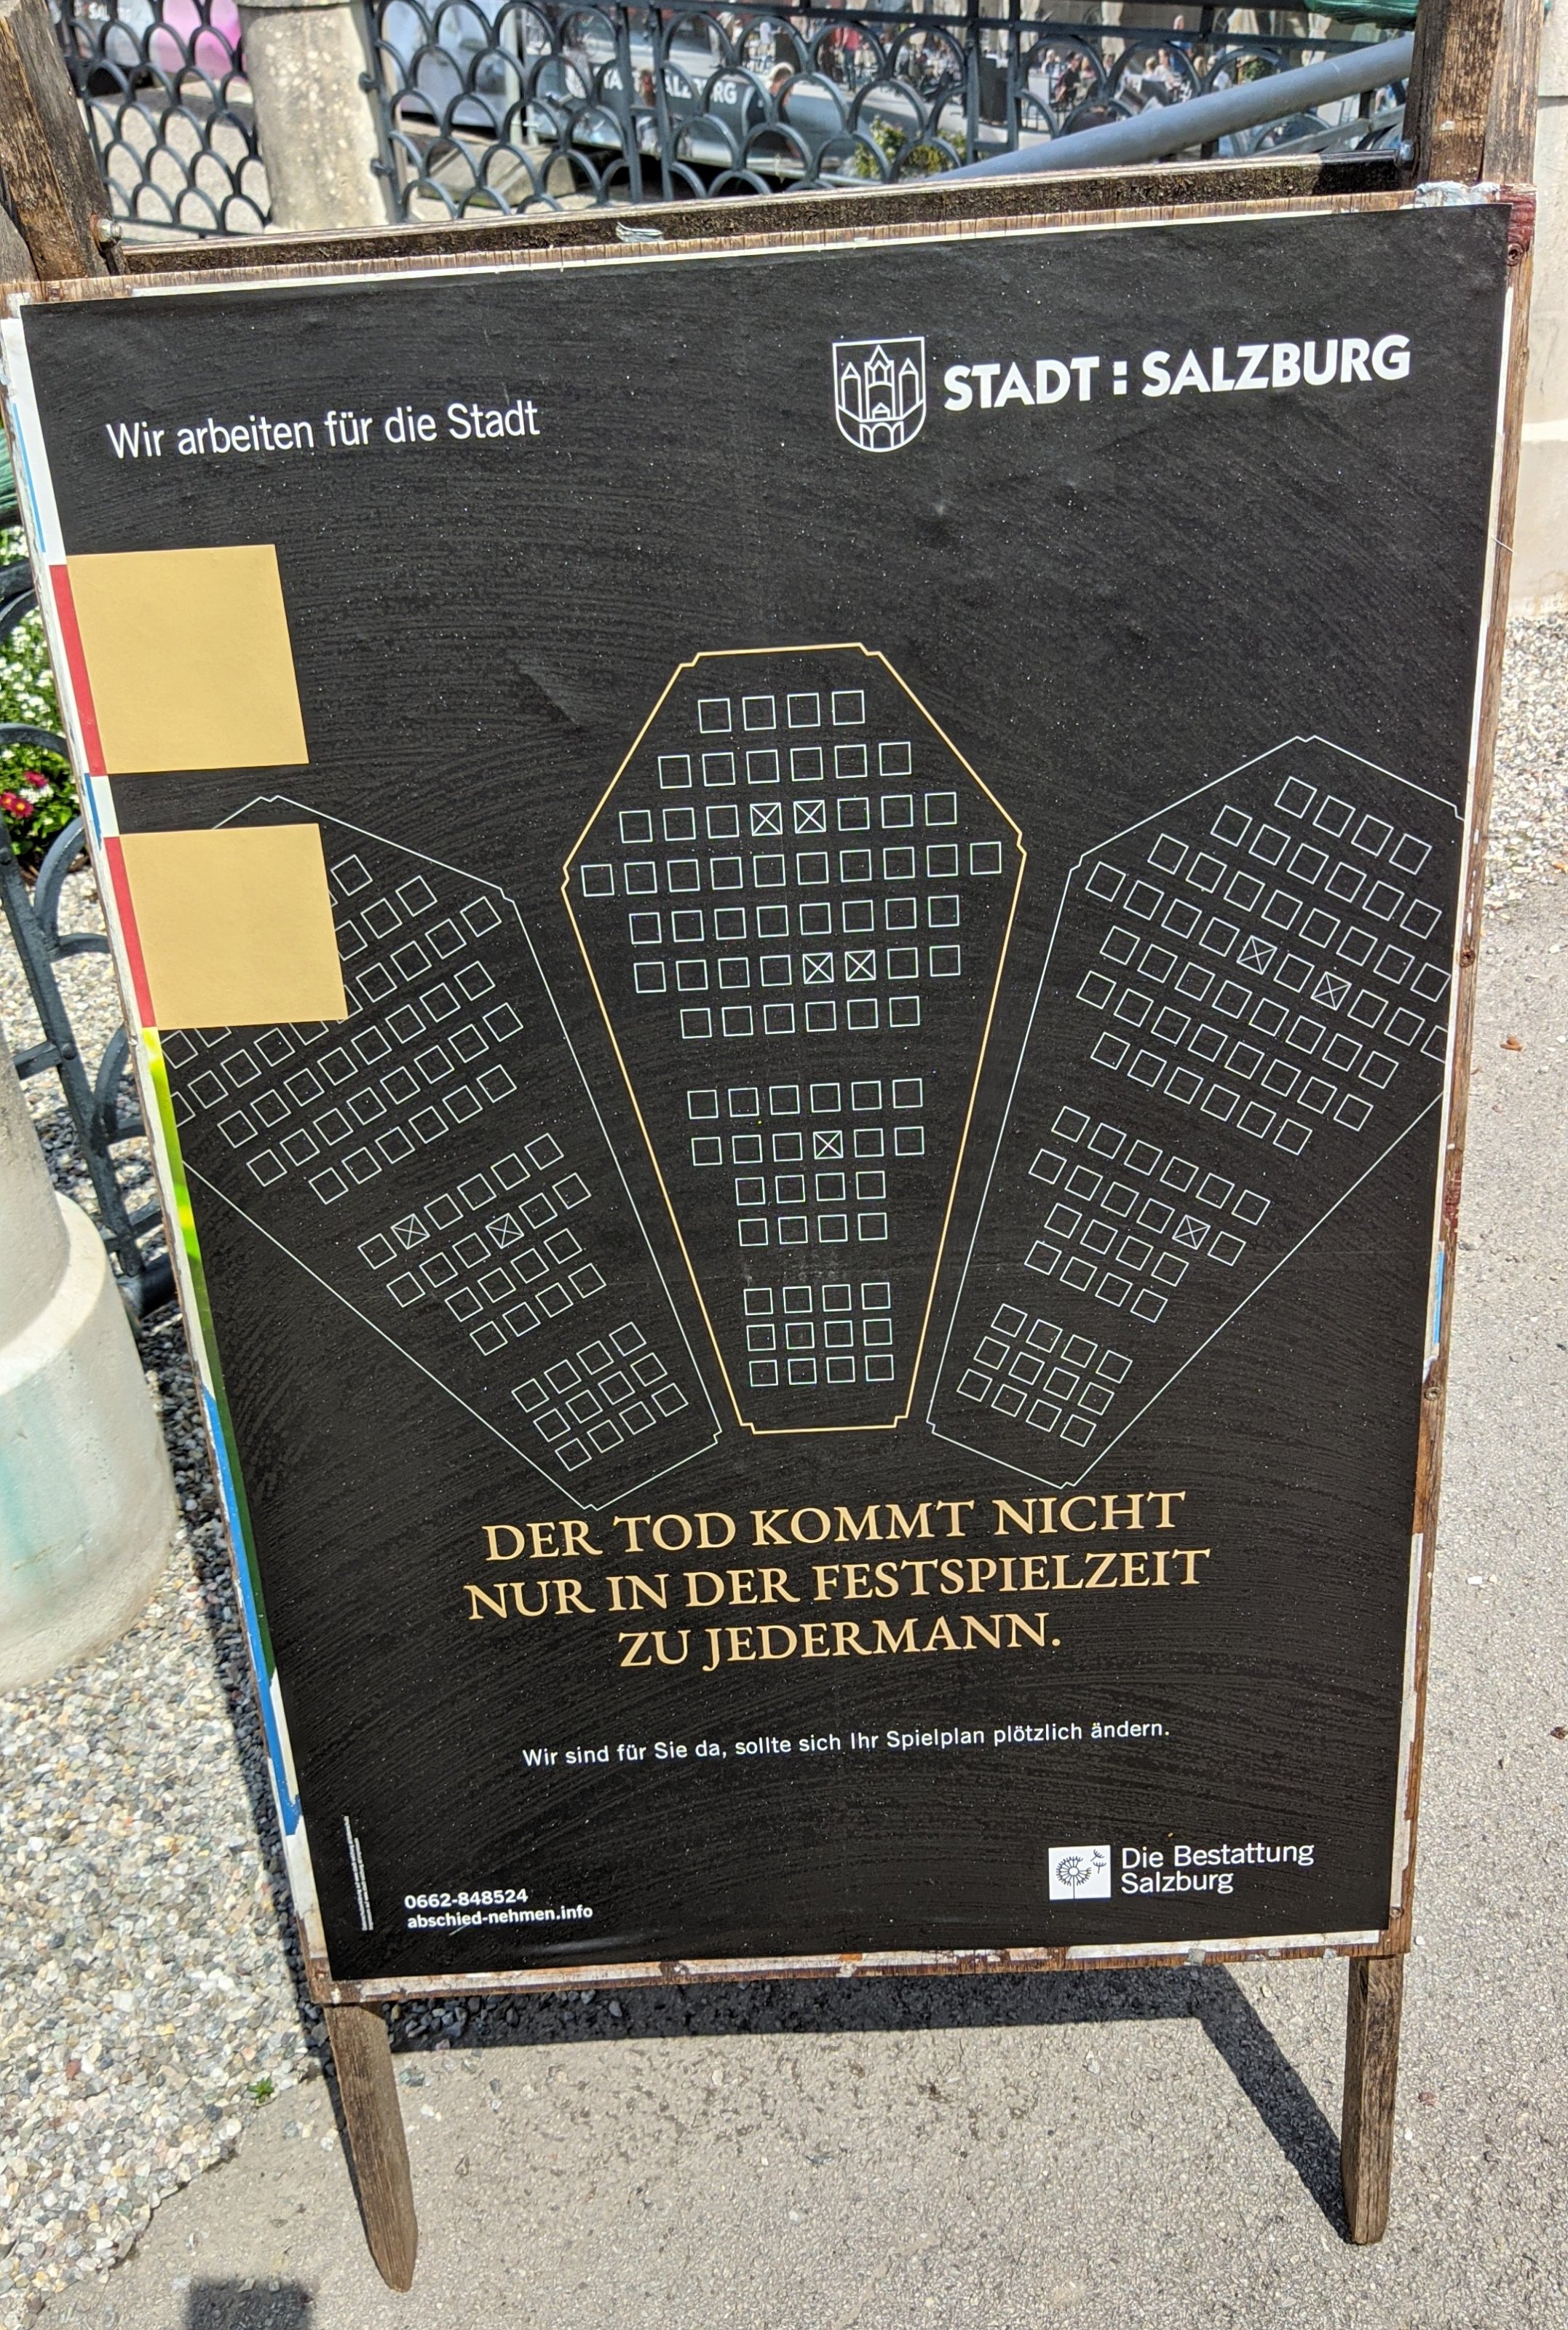 STADT : SALZBURG
Wir arbeiten für die Stadt
DER TOD KOMMT NICHT
NUR IN DER FESTSPIELZEIT
ZU JEDERMANN.
Wir sind für Sie da, sollte sich Ihr Spielplan plötzlich ändern.
Die Bestattung
Salzburg
0662-848524
abschied-nehmen.info